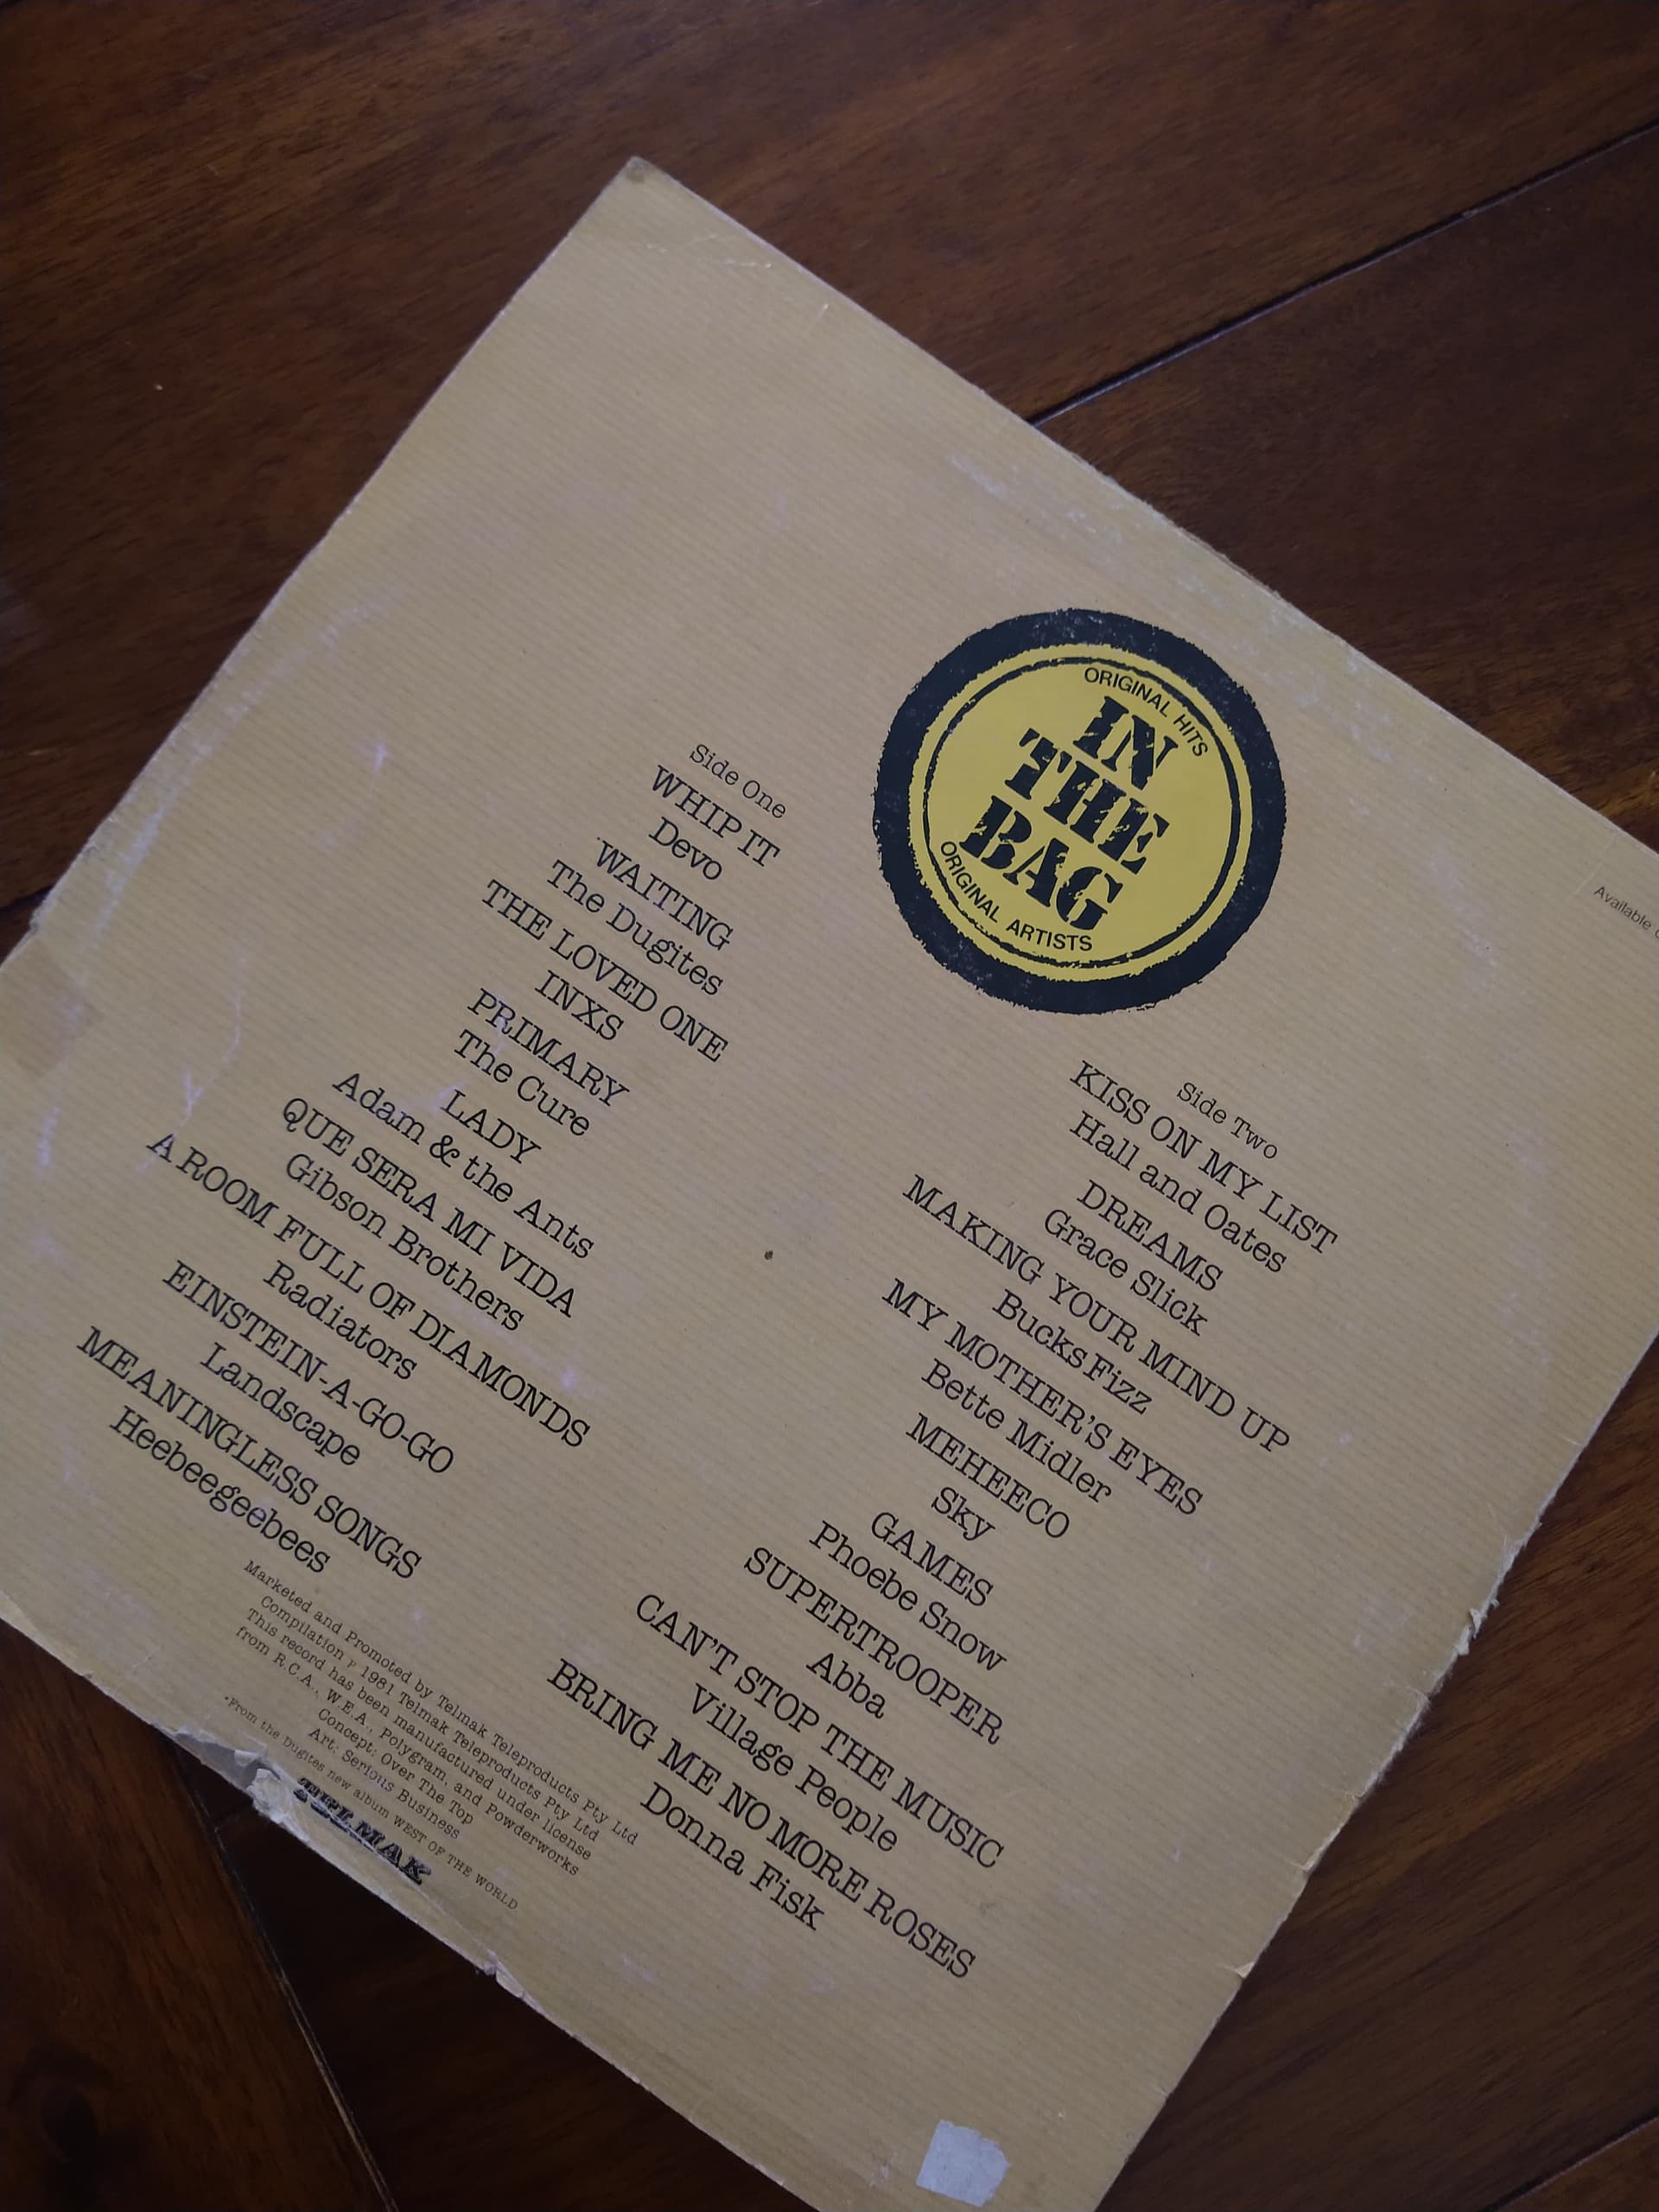 ORIGINAL HITS
IN
THE
BAG
ORIGINAL ARTISTS
Available
Side One
WHIP IT
Devo
·WAITING
The Dugites
THE LOVED ONE
INXS
PRIMARY
The Cure
LADY
Adam & the Ants
QUE SERA MI VIDA
Gibson Brothers
A ROOM FULL OF DIAMONDS
Radiators
EINSTEIN-A-GO-GO
Landscape
MEANINGLESS SONGS
Heebeegeebees
Side Two
KISS ON MY LIST
Hall and Oates
DREAMS
Grace Slick
MAKING YOUR MIND UP
Bucks Fizz
MY MOTHER'S EYES
Bette Midler
MEHEECO
Sky
GAMES
Phoebe Snow
SUPERTROOPER
Abba
CAN'T STOP THE MUSIC
Village People
BRING ME NO MORE ROSES
Donna Fisk
Marketed and Promoted by Telmak Teleproducts Pty Ltd
Compilation P 1981 Telmak Teleproducts Pty Ltd
This record has been manufactured under license
from R.C.A., W.E.A., Polygram, and Powderworks
Concept: Over The Top
Art: Serious Business
·From the Dugites new album WEST OF THE WORLD
TELMAK